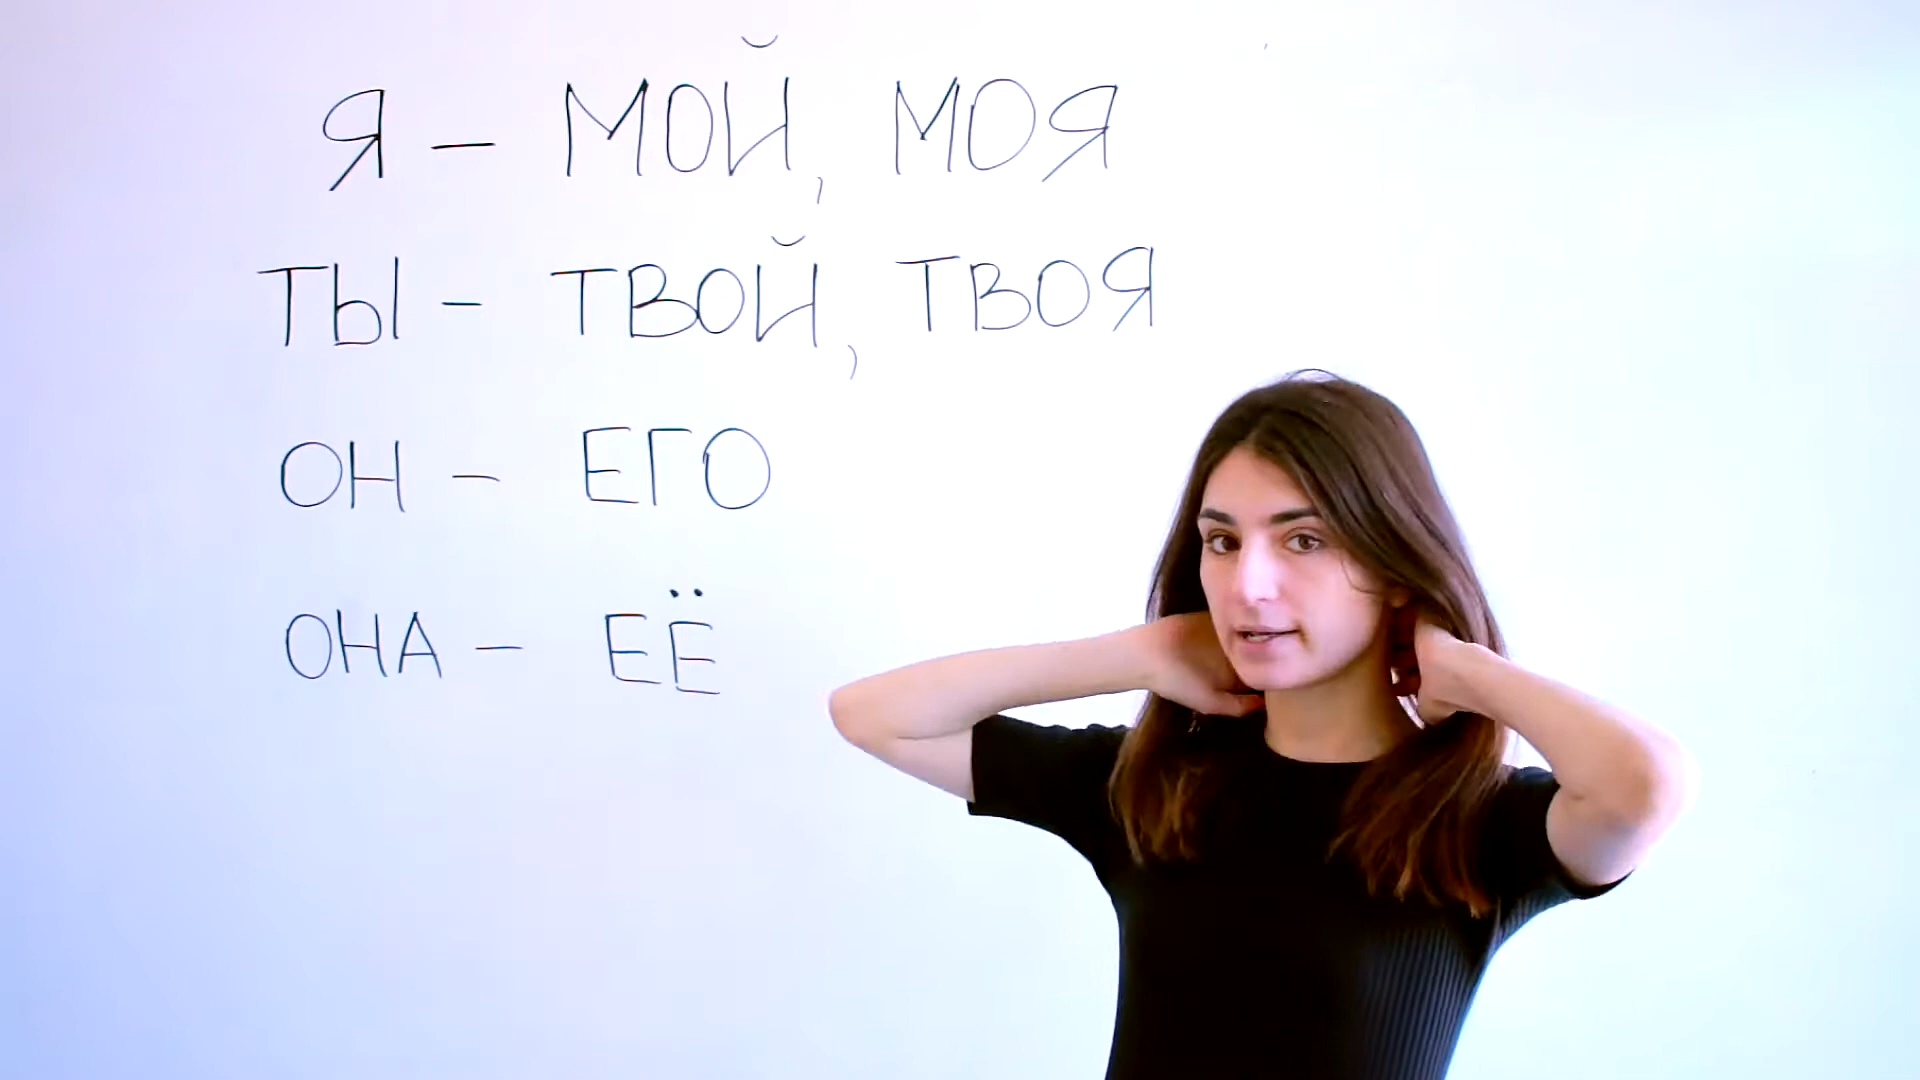 Я – МОЙ, МОЯ
ТЫ – ТВОЙ, ТВОЯ
ОН – ЕГО
ОНА – ЕЁ